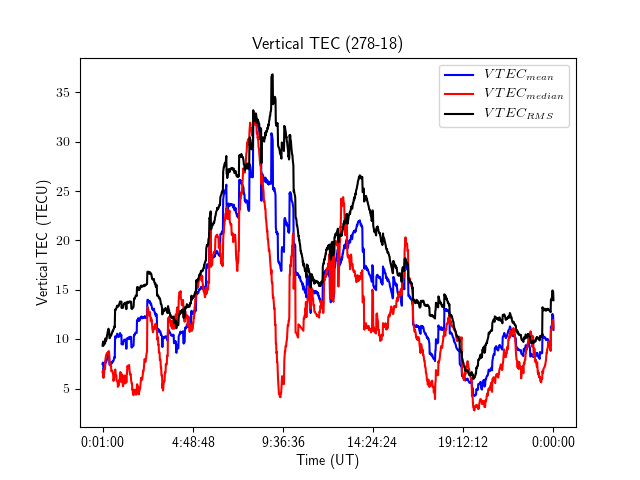 Vertical TEC (278-18)
VTEC_mean
VTEC_median
VTEC_RMS
Vertical TEC (TECU)
35
30
25
20
15
10
5
0:01:00 4:48:48 9:36:36 14:24:24 19:12:12 0:00:00
Time (UT)